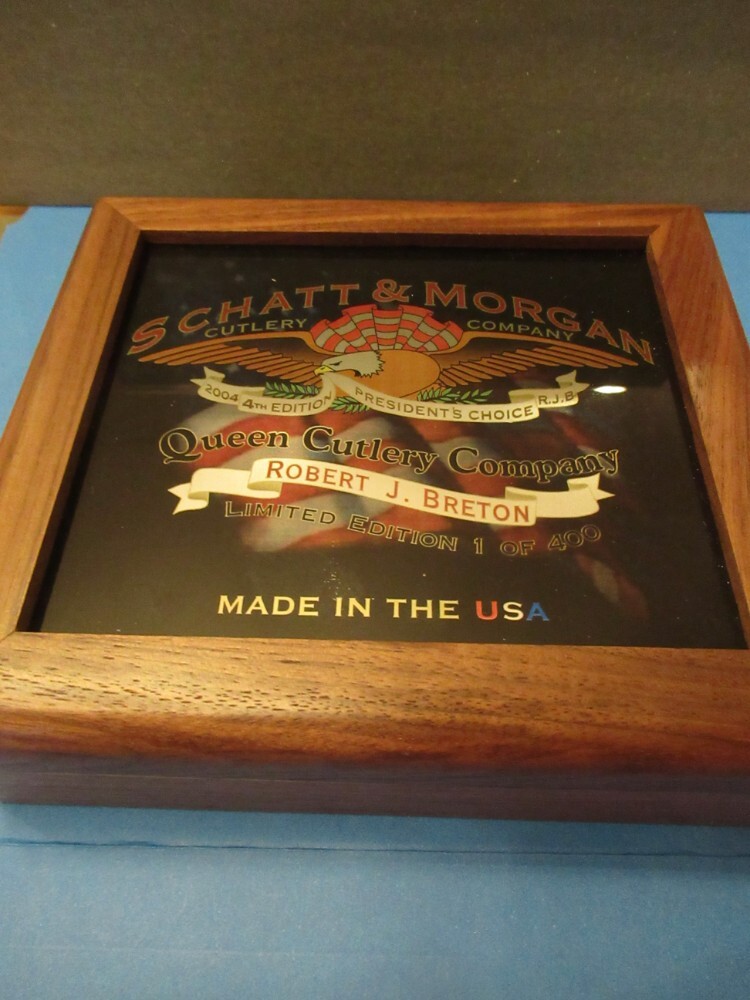 SCHATT & MORGAN
CUTLERY COMPANY
2004 4TH EDITION PRESIDENT'S CHOICE R.J.B.
Queen Cutlery Company
ROBERT J. BRETON
LIMITED EDITION 1 OF 400
MADE IN THE USA